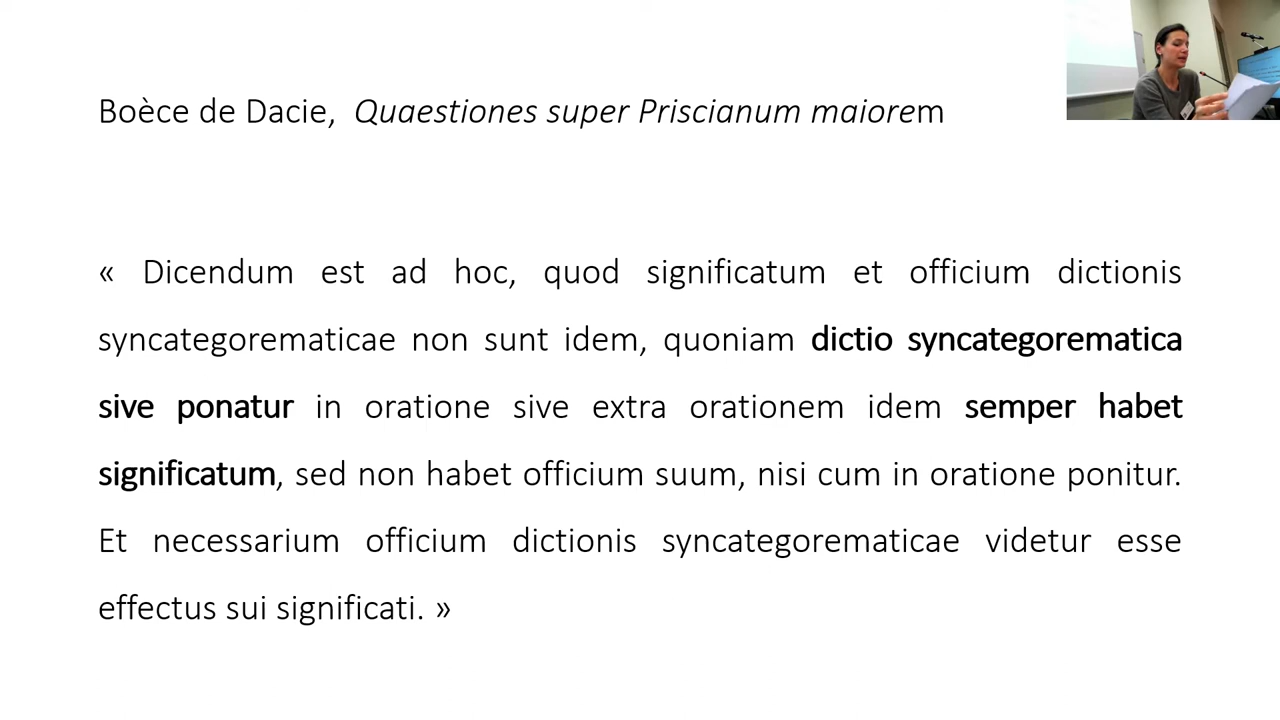 Boèce de Dacie, Quaestiones super Priscianum maiorem
« Dicendum est ad hoc, quod significatum et officium dictionis
syncategorematicae non sunt idem, quoniam dictio syncategorematica
sive ponatur in oratione sive extra orationem idem semper habet
significatum, sed non habet officium suum, nisi cum in oratione ponitur.
Et necessarium officium dictionis syncategorematicae videtur esse
effectus sui significati. »